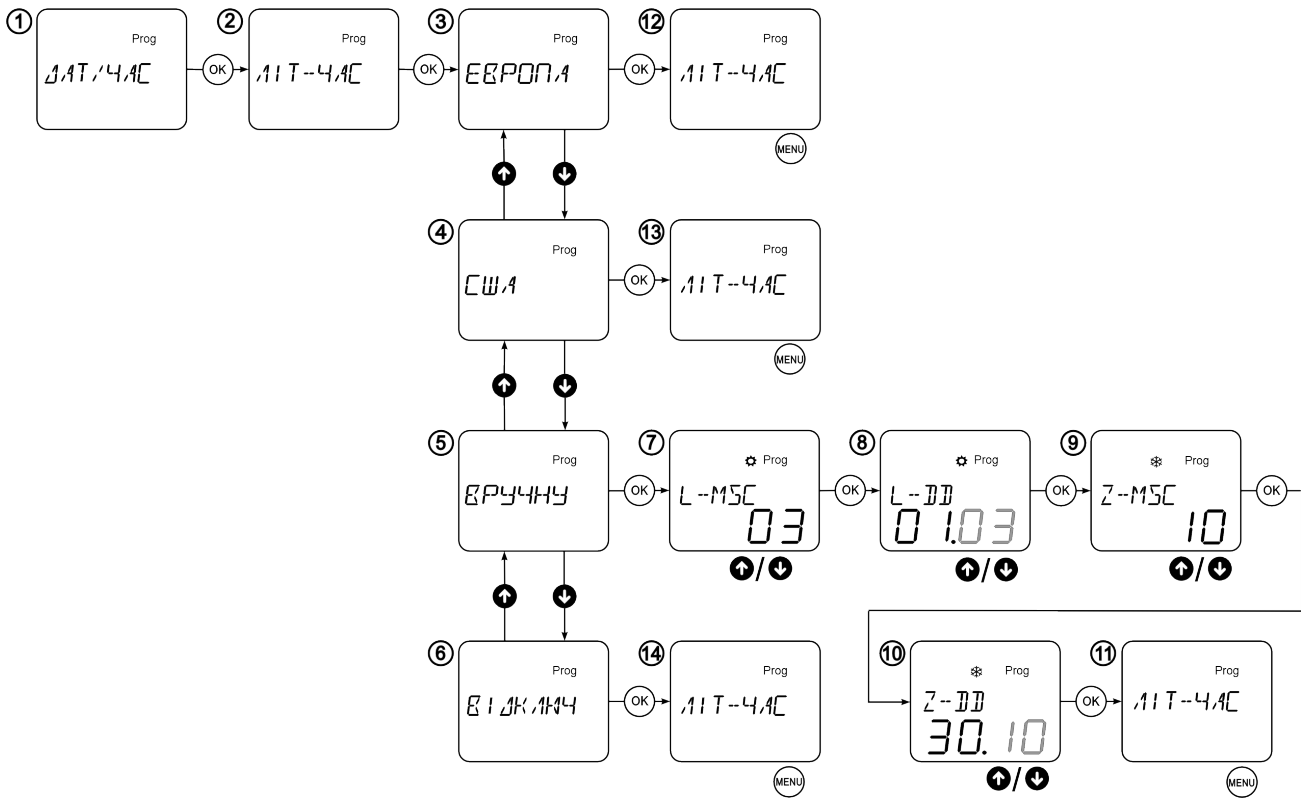 1
Prog
ДАТ/ЧАС
OK
2
Prog
ЛІТ-ЧАС
OK
3
Prog
ЕВРОПА
OK
12
Prog
ЛІТ-ЧАС
MENU
4
Prog
США
OK
13
Prog
ЛІТ-ЧАС
MENU
5
Prog
ВРУЧНУ
OK
7
Prog
L-MSC
03
/
OK
8
Prog
L-DD
01.03
/
OK
9
Prog
Z-MSC
10
/
OK
6
Prog
ВІДКЛЮЧ
OK
14
Prog
ЛІТ-ЧАС
MENU
10
Prog
Z-DD
30.10
/
OK
11
Prog
ЛІТ-ЧАС
MENU